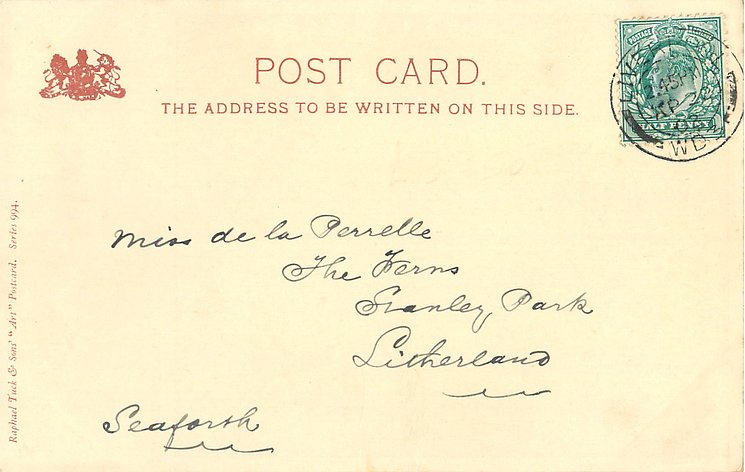 POST CARD.
THE ADDRESS TO BE WRITTEN ON THIS SIDE.
POSTAGE
Miss de la Perrelle
The Ferns
Stanley Park
Litherland
Seaforth
Raphael Tuck & Sons' "Art" Postcard. Series 994.